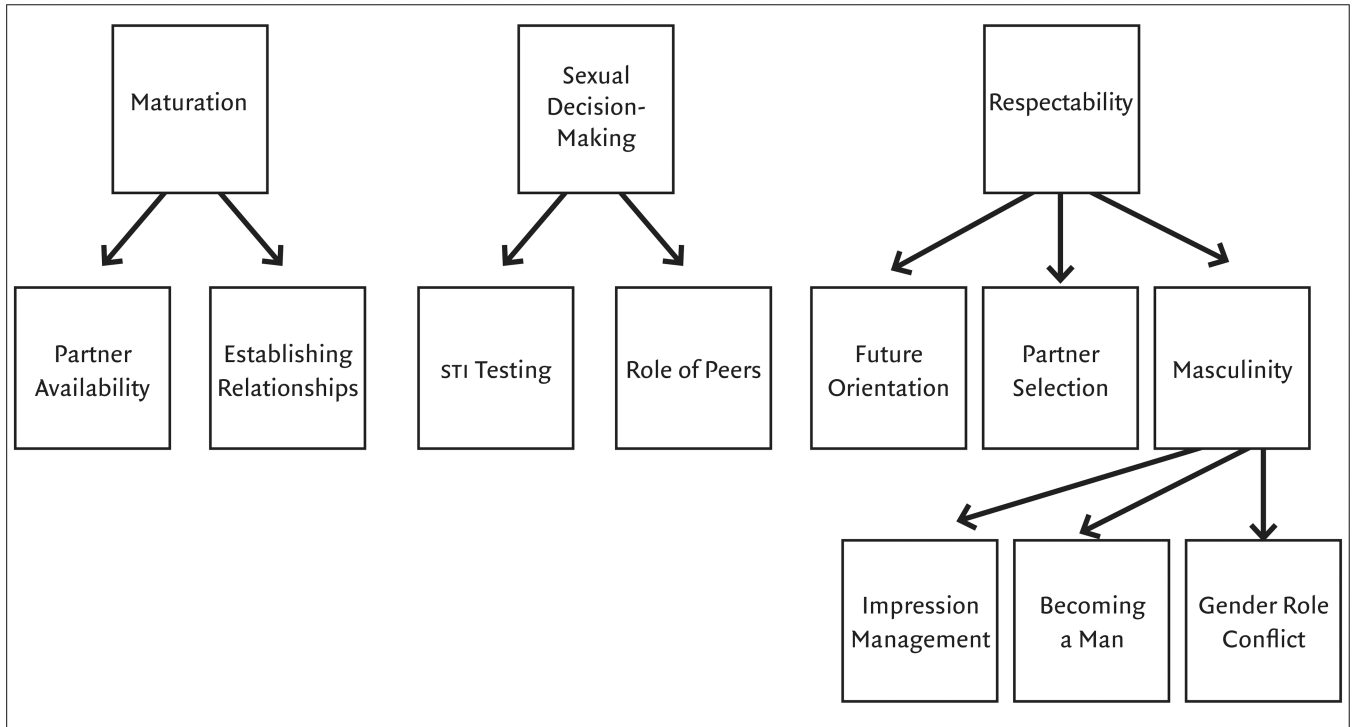 Maturation
Sexual
Decision-
Making
Respectability
Partner
Availability
Establishing
Relationships
STI Testing
Role of Peers
Future
Orientation
Partner
Selection
Masculinity
Impression
Management
Becoming
a Man
Gender Role
Conflict